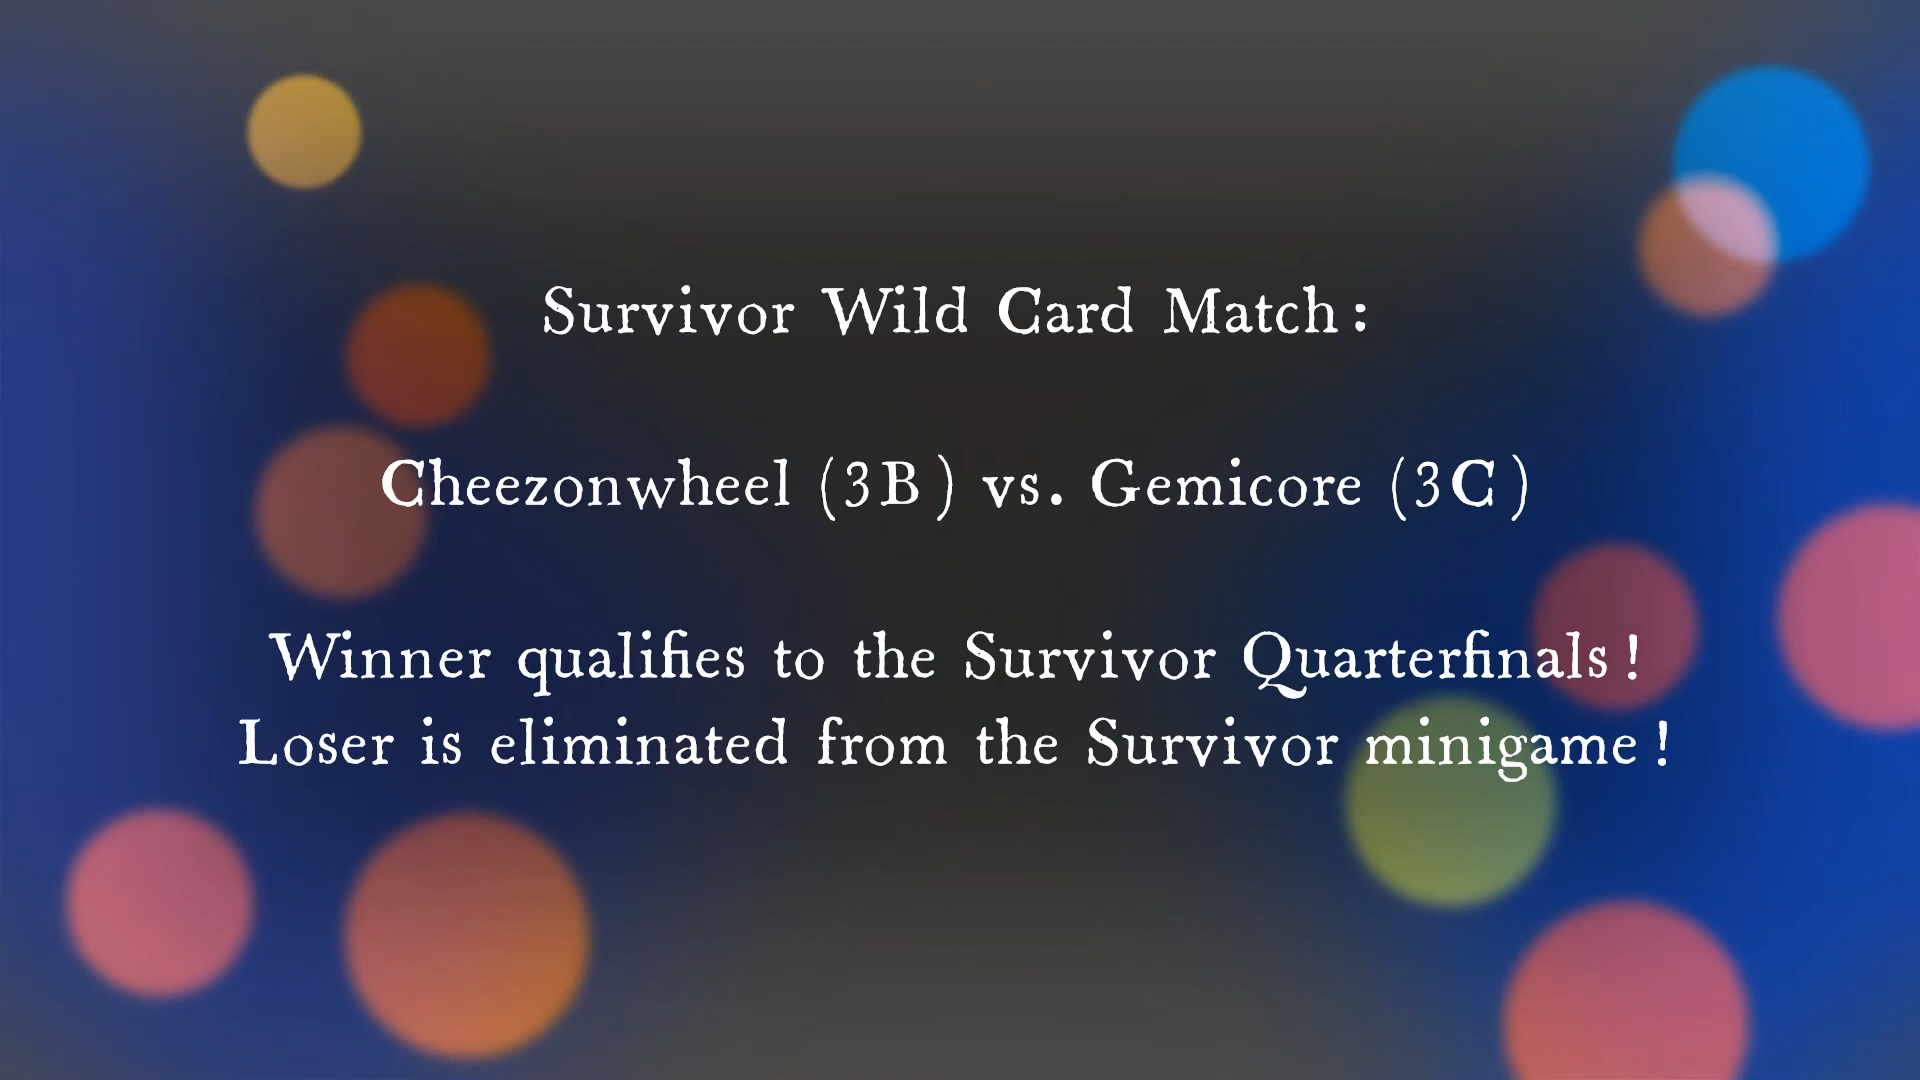 Survivor Wild Card Match:
Cheezonwheel (3B) vs. Gemicore (3C)
Winner qualifies to the Survivor Quarterfinals!
Loser is eliminated from the Survivor minigame!